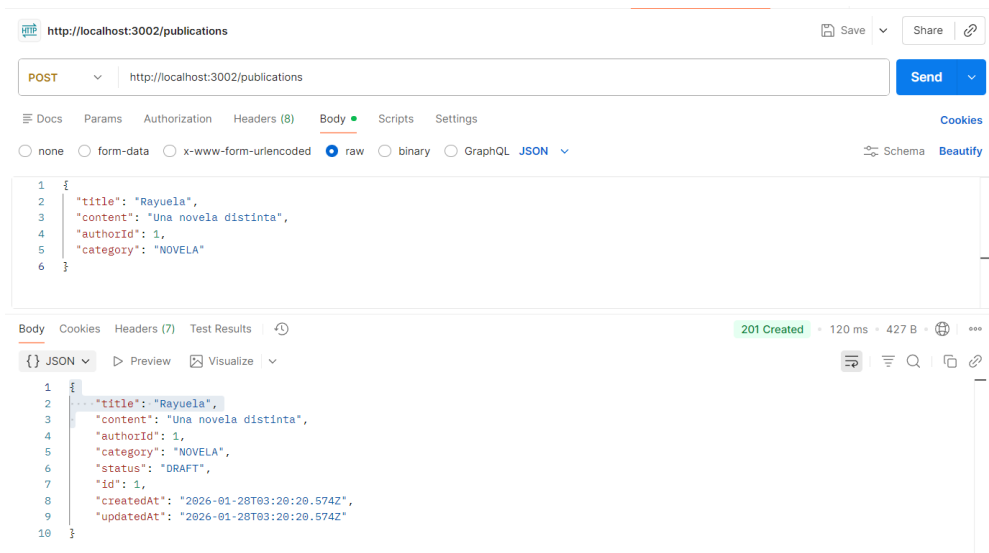 HTTP http://localhost:3002/publications Save Share
POST http://localhost:3002/publications Send
Docs Params Authorization Headers (8) Body Scripts Settings Cookies
none form-data x-www-form-urlencoded raw binary GraphQL JSON Schema Beautify
1 {
2 "title": "Rayuela",
3 "content": "Una novela distinta",
4 "authorId": 1,
5 "category": "NOVELA"
6 }
Body Cookies Headers (7) Test Results 201 Created 120 ms 427 B
{} JSON Preview Visualize
1 {
2 "title": "Rayuela",
3 "content": "Una novela distinta",
4 "authorId": 1,
5 "category": "NOVELA",
6 "status": "DRAFT",
7 "id": 1,
8 "createdAt": "2026-01-28T03:20:20.574Z",
9 "updatedAt": "2026-01-28T03:20:20.574Z"
10 }